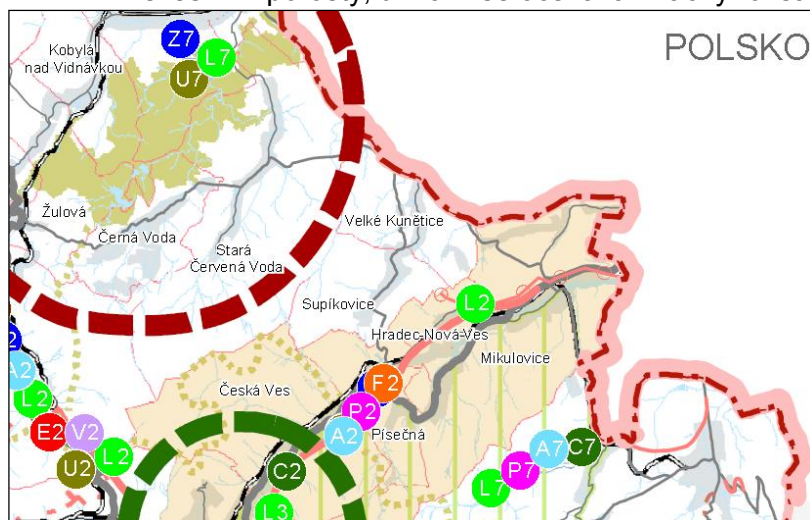 Z7
Kobylá
nad Vidnávkou
L7
U7
POLSKO
Žulová
Černá Voda
Stará
Červená Voda
Velké Kunětice
Supíkovice
L2
Hradec-Nová Ves
Mikulovice
Česká Ves
F2
P2
A2
Písečná
2
A2
L2
E2
V2
U2
L2
C2
L3
A7
C7
P7
L7